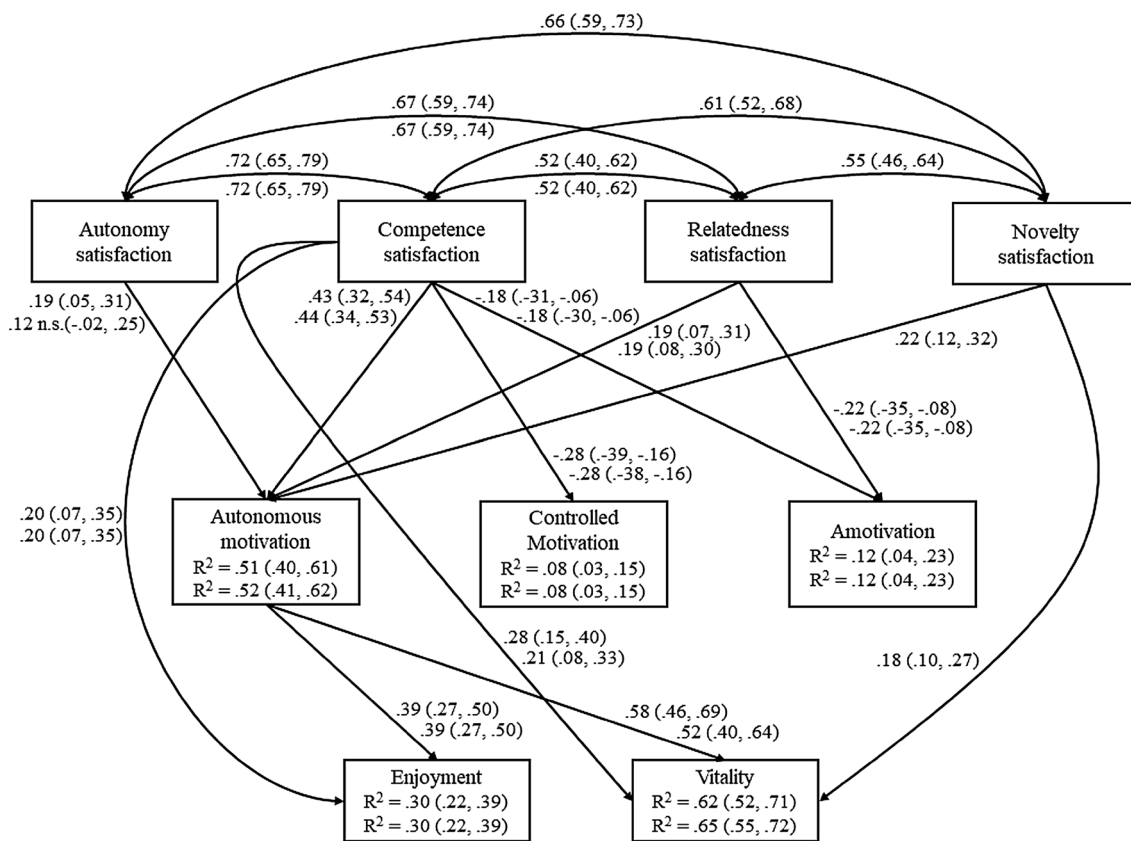 .66 (.59, .73)
.67 (.59, .74)
.67 (.59, .74)
.61 (.52, .68)
.72 (.65, .79)
.72 (.65, .79)
.52 (.40, .62)
.52 (.40, .62)
.55 (.46, .64)
Autonomy
satisfaction
Competence
satisfaction
Relatedness
satisfaction
Novelty
satisfaction
.19 (.05, .31)
.12 n.s.(-.02, .25)
.43 (.32, .54)
.44 (.34, .53)
-.18 (-.31, -.06)
-.18 (-.30, -.06)
.19 (.07, .31)
.19 (.08, .30)
.22 (.12, .32)
-.22 (-.35, -.08)
-.22 (-.35, -.08)
-.28 (-.39, -.16)
-.28 (-.38, -.16)
.20 (.07, .35)
.20 (.07, .35)
Autonomous
motivation
R² = .51 (.40, .61)
R² = .52 (.41, .62)
Controlled
Motivation
R² = .08 (.03, .15)
R² = .08 (.03, .15)
Amotivation
R² = .12 (.04, .23)
R² = .12 (.04, .23)
.28 (.15, .40)
.21 (.08, .33)
.18 (.10, .27)
.39 (.27, .50)
.39 (.27, .50)
.58 (.46, .69)
.52 (.40, .64)
Enjoyment
R² = .30 (.22, .39)
R² = .30 (.22, .39)
Vitality
R² = .62 (.52, .71)
R² = .65 (.55, .72)